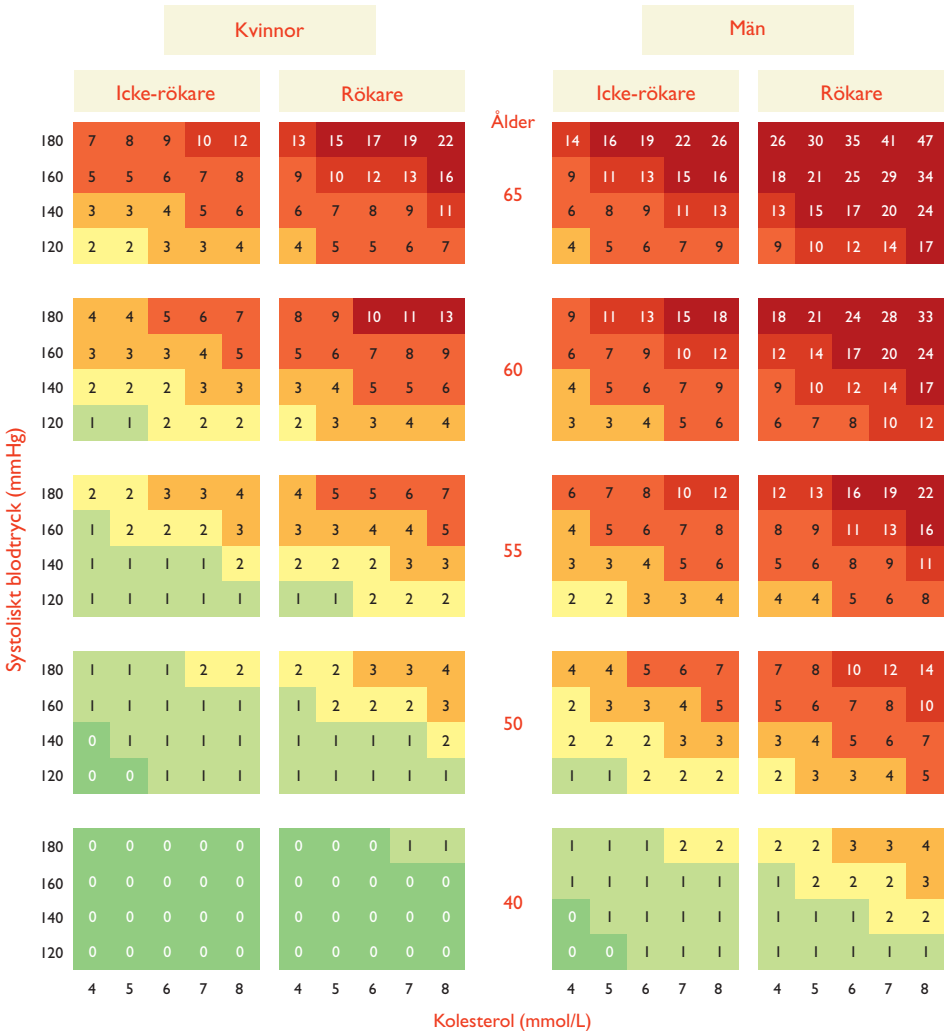 Kvinnor Män
Icke-rökare Rökare Icke-rökare Rökare
Ålder
180 7 8 9 10 12 13 15 17 19 22 14 16 19 22 26 26 30 35 41 47
160 5 5 6 7 8 9 10 12 13 16 9 11 13 15 16 18 21 25 29 34
65
140 3 3 4 5 6 6 7 8 9 11 6 8 9 11 13 13 15 17 20 24
120 2 2 3 3 4 4 5 5 6 7 4 5 6 7 9 9 10 12 14 17
180 4 4 5 6 7 8 9 10 11 13 9 11 13 15 18 18 21 24 28 33
160 3 3 3 4 5 5 6 7 8 9 6 7 9 10 12 12 14 17 20 24
60
140 2 2 2 3 3 3 4 5 5 6 4 5 6 7 9 9 10 12 14 17
120 1 1 2 2 2 2 3 3 4 4 3 3 4 5 6 6 7 8 10 12
180 2 2 3 3 4 4 5 5 6 7 6 7 8 10 12 12 13 16 19 22
160 1 2 2 2 3 3 3 4 4 5 4 5 6 7 8 8 9 11 13 16
55
140 1 1 1 1 2 2 2 2 3 3 3 3 4 5 6 5 6 8 9 11
120 1 1 1 1 1 1 1 2 2 2 2 2 3 3 4 4 4 5 6 8
180 1 1 1 2 2 2 2 3 3 4 4 4 5 6 7 7 8 10 12 14
160 1 1 1 1 1 1 2 2 2 3 2 3 3 4 5 5 6 7 8 10
50
140 0 1 1 1 1 1 1 1 1 2 2 2 2 3 3 3 4 5 6 7
120 0 0 1 1 1 1 1 1 1 1 1 1 2 2 2 2 3 3 4 5
180 0 0 0 0 0 0 0 0 1 1 1 1 1 2 2 2 2 3 3 4
160 0 0 0 0 0 0 0 0 0 0 1 1 1 1 1 1 2 2 2 3
40
140 0 0 0 0 0 0 0 0 0 0 0 1 1 1 1 1 1 1 2 2
120 0 0 0 0 0 0 0 0 0 0 0 0 1 1 1 1 1 1 1 1
4 5 6 7 8 4 5 6 7 8 4 5 6 7 8 4 5 6 7 8
Systoliskt blodtryck (mmHg)
Kolesterol (mmol/L)